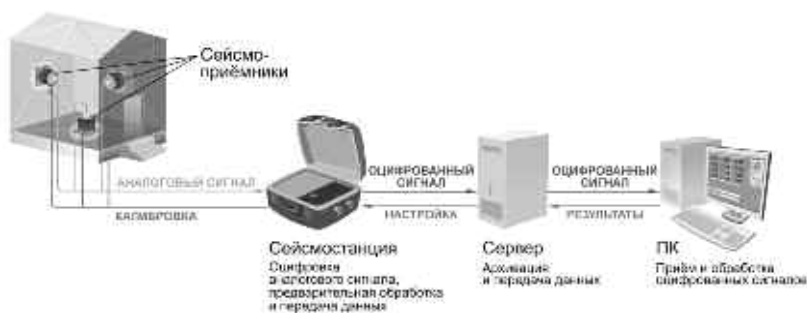 Сейсмо-
приёмники
АНАЛОГОВЫЙ СИГНАЛ
КАЛИБРОВКА
ОЦИФРОВАННЫЙ
СИГНАЛ
НАСТРОЙКА
ОЦИФРОВАННЫЙ
СИГНАЛ
РЕЗУЛЬТАТЫ
Сейсмостанция
Оцифровка
аналогового сигнала,
предварительная обработка
и передача данных
Сервер
Архивация
и передача данных
ПК
Приём и обработка
оцифрованных сигналов